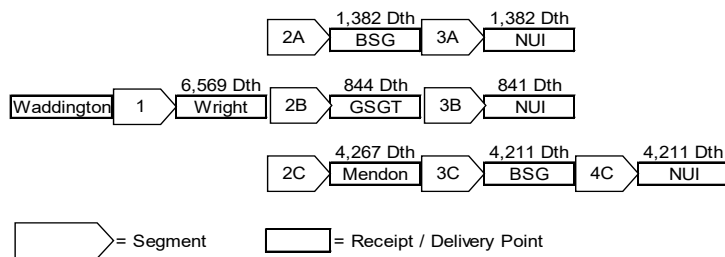 1,382 Dth 1,382 Dth
2A BSG 3A NUI
6,569 Dth 844 Dth 841 Dth
Waddington 1 Wright 2B GSGT 3B NUI
4,267 Dth 4,211 Dth 4,211 Dth
2C Mendon 3C BSG 4C NUI
= Segment = Receipt / Delivery Point